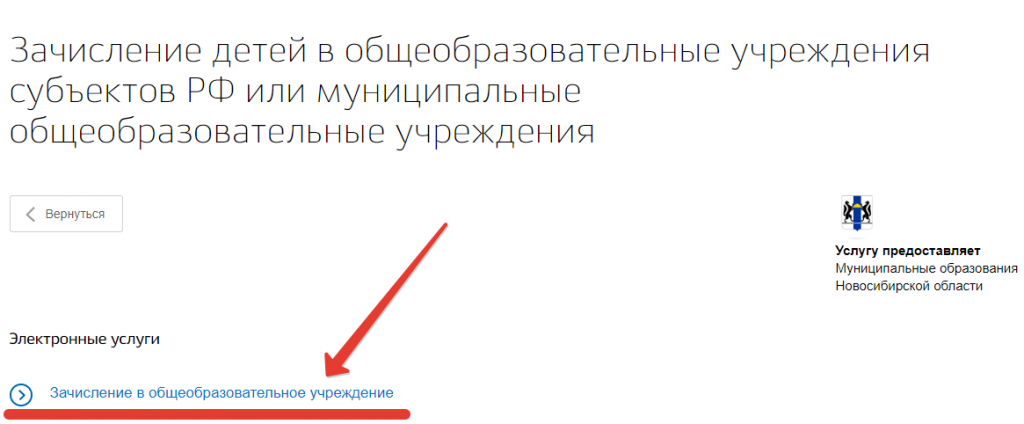 Зачисление детей в общеобразовательные учреждения
субъектов РФ или муниципальные
общеобразовательные учреждения
Вернуться
Услугу предоставляет
Муниципальные образования
Новосибирской области
Электронные услуги
Зачисление в общеобразовательное учреждение